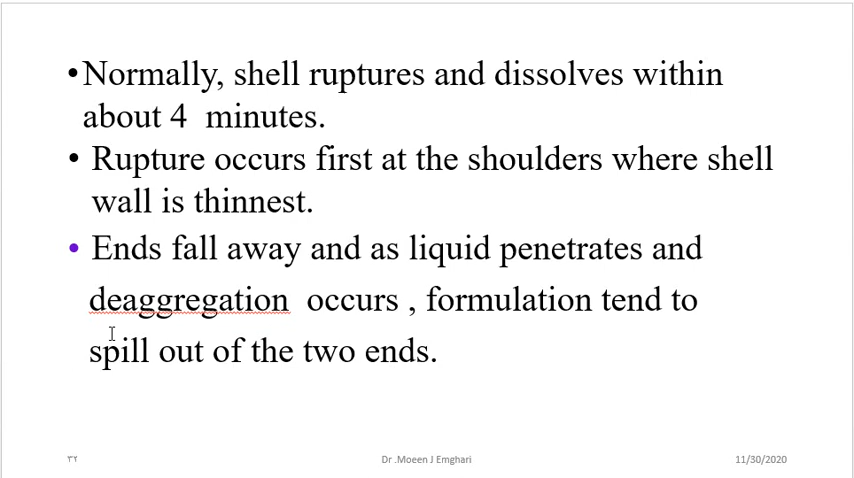 •Normally, shell ruptures and dissolves within
about 4 minutes.
• Rupture occurs first at the shoulders where shell
wall is thinnest.
• Ends fall away and as liquid penetrates and
deaggregation occurs , formulation tend to
spill out of the two ends.
٣٢ Dr .Moeen J Emghari 11/30/2020